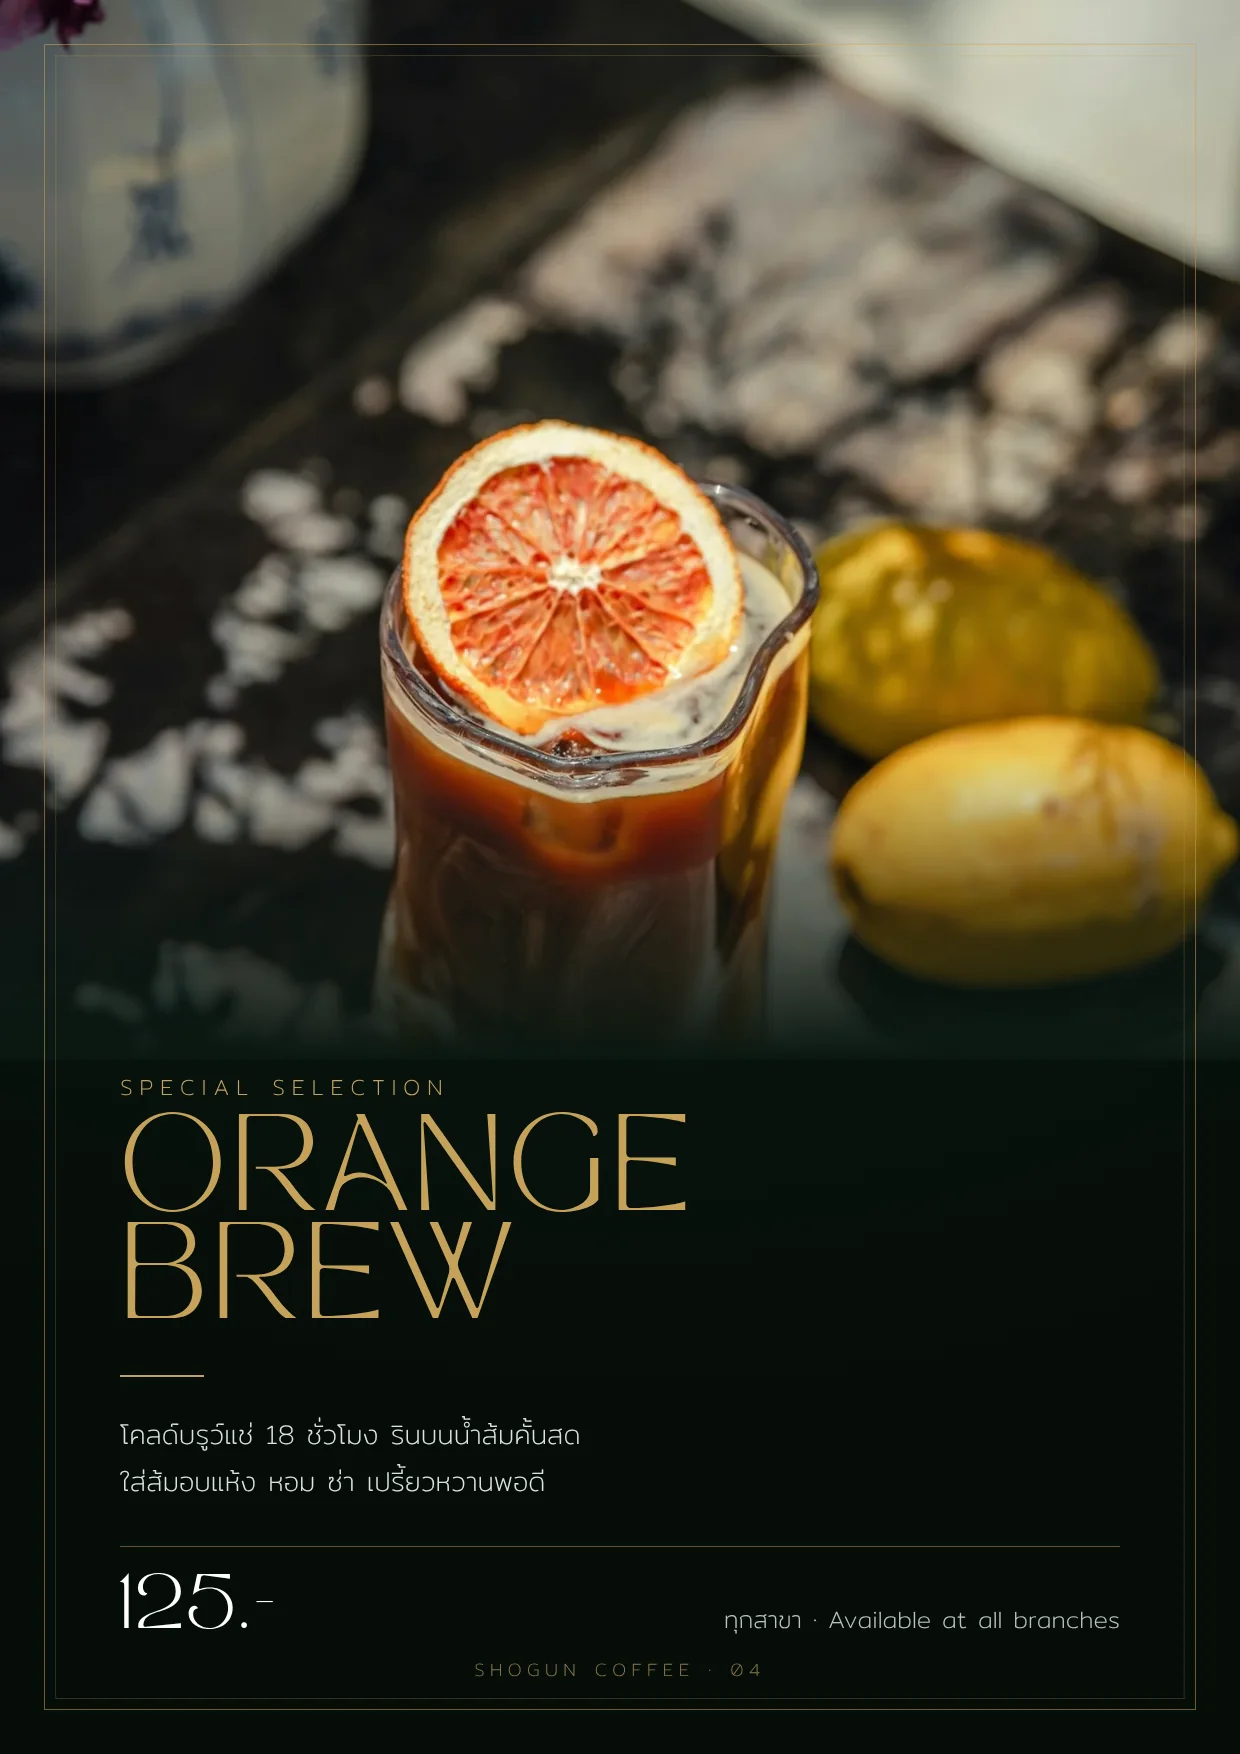 SPECIAL SELECTION
ORANGE
BREW
โคลด์บรูว์แช่ 18 ชั่วโมง รินบนน้ำส้มคั้นสด
ใส่ส้มอบแห้ง หอม ซ่า เปรี้ยวหวานพอดี
125.-
ทุกสาขา · Available at all branches
SHOGUN COFFEE · 04